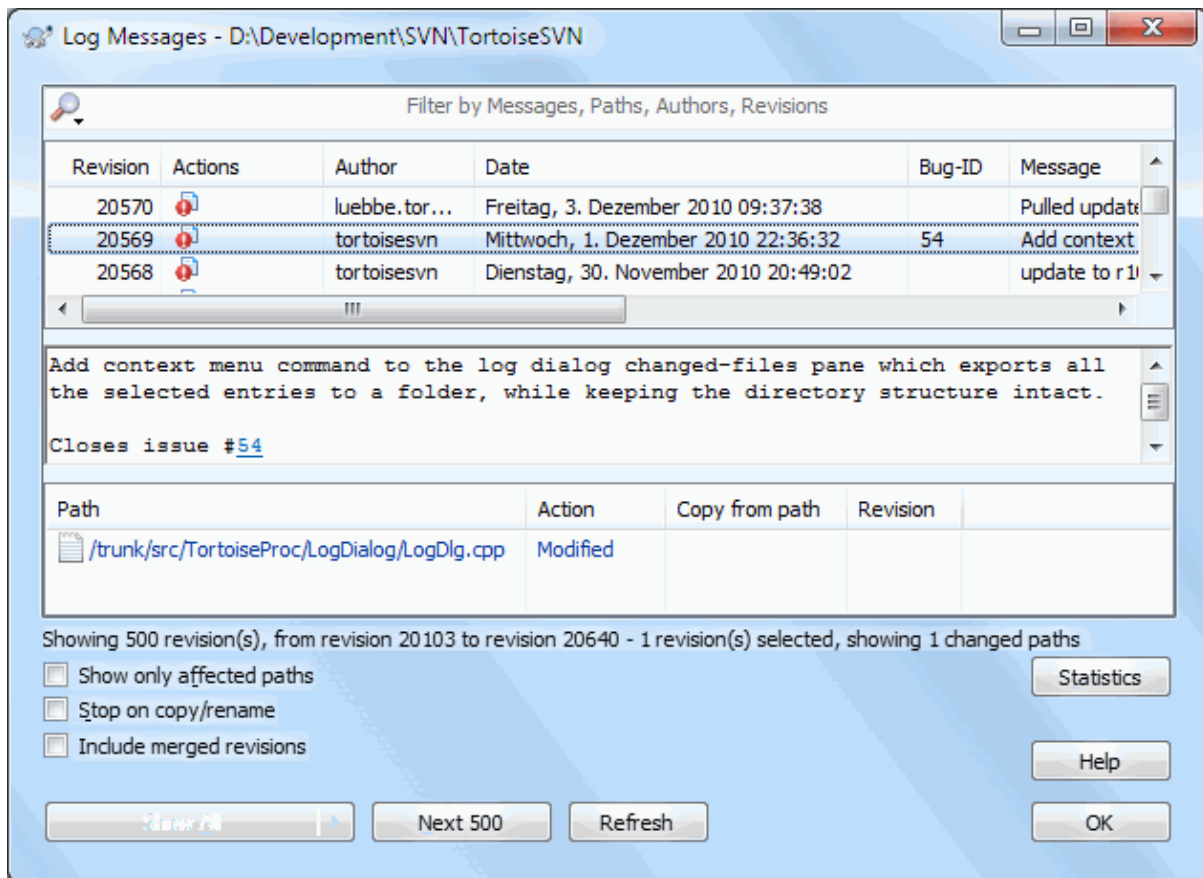 Log Messages - D:\Development\SVN\TortoiseSVN
Filter by Messages, Paths, Authors, Revisions
Revision Actions Author Date Bug-ID Message
20570 luebbe.tor... Freitag, 3. Dezember 2010 09:37:38 Pulled update
20569 tortoisesvn Mittwoch, 1. Dezember 2010 22:36:32 54 Add context
20568 tortoisesvn Dienstag, 30. November 2010 20:49:02 update to
Add context menu command to the log dialog changed-files pane which exports all
the selected entries to a folder, while keeping the directory structure intact.
Closes issue #54
Path Action Copy from path Revision
/trunk/src/TortoiseProc/LogDialog/LogDlg.cpp Modified
Showing 500 revision(s), from revision 20103 to revision 20640 - 1 revision(s) selected, showing 1 changed paths
Show only affected paths
Statistics
Stop on copy/rename
Include merged revisions
Help
Show All Next 500 Refresh OK